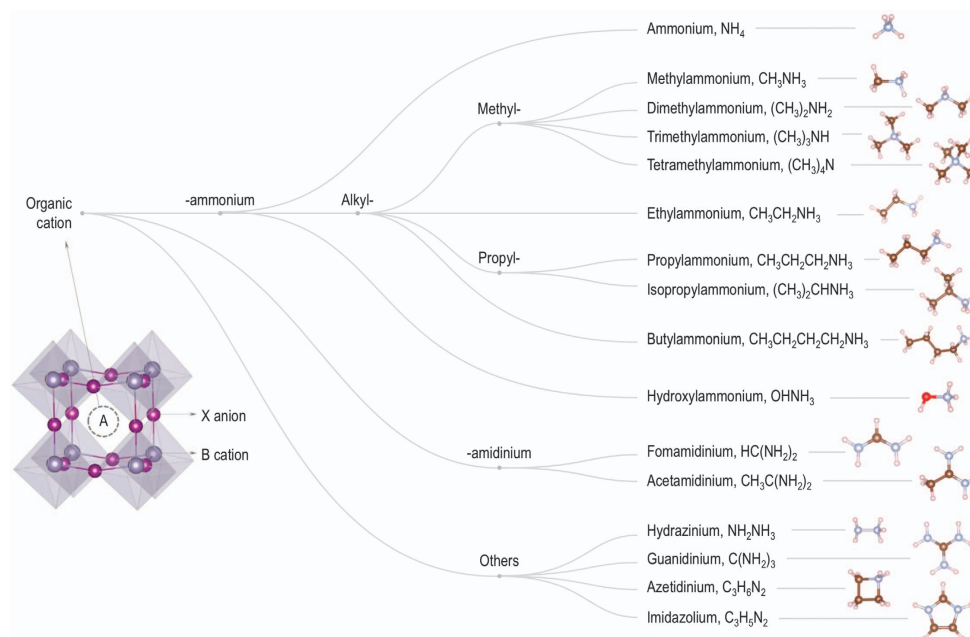 Ammonium, NH₄
Methylammonium, CH₃NH₃
Methyl-
Dimethylammonium, (CH₃)₂NH₂
Trimethylammonium, (CH₃)₃NH
Tetramethylammonium, (CH₃)₄N
Organic
cation
-ammonium
Alkyl-
Ethylammonium, CH₃CH₂NH₃
Propyl-
Propylammonium, CH₃CH₂CH₂NH₃
Isopropylammonium, (CH₃)₂CHNH₃
Butylammonium, CH₃CH₂CH₂CH₂NH₃
Hydroxylammonium, OHNH₃
A
X anion
B cation
-amidinium
Fomamidinium, HC(NH₂)₂
Acetamidinium, CH₃C(NH₂)₂
Others
Hydrazinium, NH₂NH₃
Guanidinium, C(NH₂)₃
Azetidinium, C₃H₆N₂
Imidazolium, C₃H₅N₂